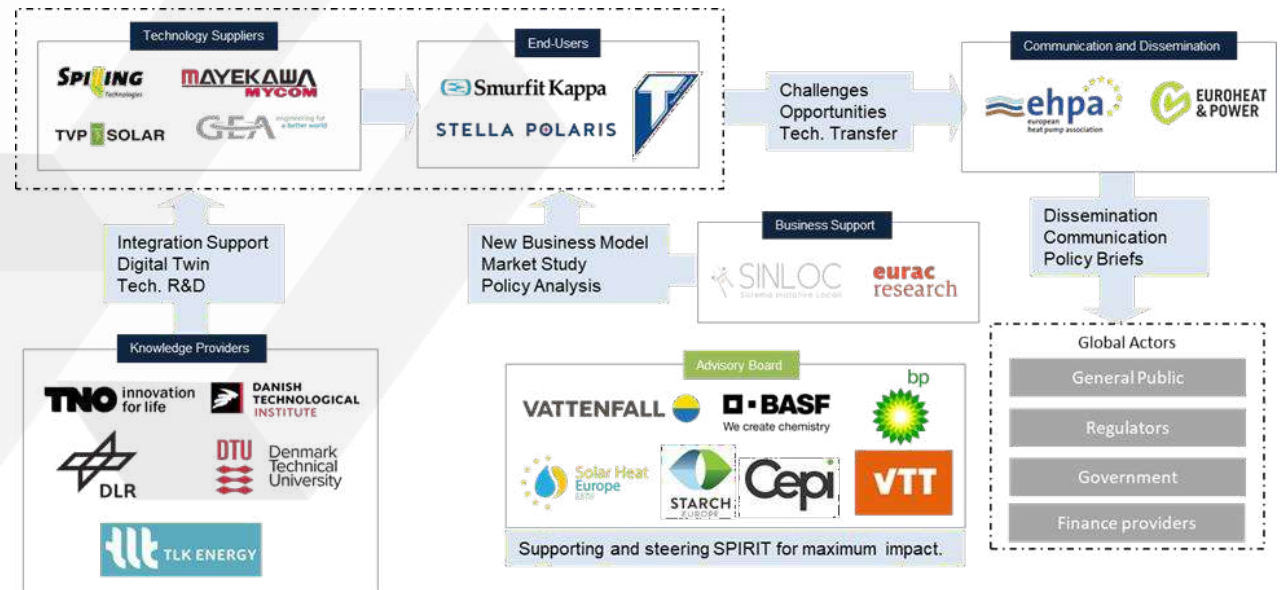 Technology Suppliers
SPILLING
Technologies
MAYEKAWA
MYCOM
TVP SOLAR
GEA
engineering for
a better world
End-Users
Smurfit Kappa
STELLA POLARIS
T
Challenges
Opportunities
Tech. Transfer
Communication and Dissemination
ehpa
european
heat pump association
EUROHEAT
& POWER
Integration Support
Digital Twin
Tech. R&D
New Business Model
Market Study
Policy Analysis
Business Support
SINLOC
Sistema Iniziative Locali
eurac
research
Dissemination
Communication
Policy Briefs
Knowledge Providers
TNO innovation
for life
DANISH
TECHNOLOGICAL
INSTITUTE
DLR
DTU
Denmark
Technical
University
TLK ENERGY
Advisory Board
VATTENFALL
BASF
We create chemistry
bp
Solar Heat
Europe
STARCH
EUROPE
Cepi
VTT
Supporting and steering SPIRIT for maximum impact.
Global Actors
General Public
Regulators
Government
Finance providers